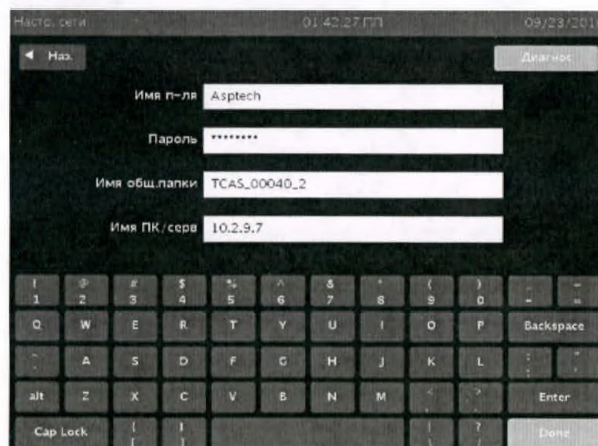 Настр. сети 01:42:27 ПП 09/23/201
◄ Наз. Диагнос
Имя п-ля Asptech
Пароль ********
Имя общ.папки TCAS_00040_2
Имя ПК/серв 10.2.9.7
! @ # $ % ^ & * ( ) _
1 2 3 4 5 6 7 8 9 0 - =
Q W E R T Y U I O P Backspace
A S D F G H J K L : "
alt Z X C V B N M < > Enter
Cap Lock { } ! ? Done